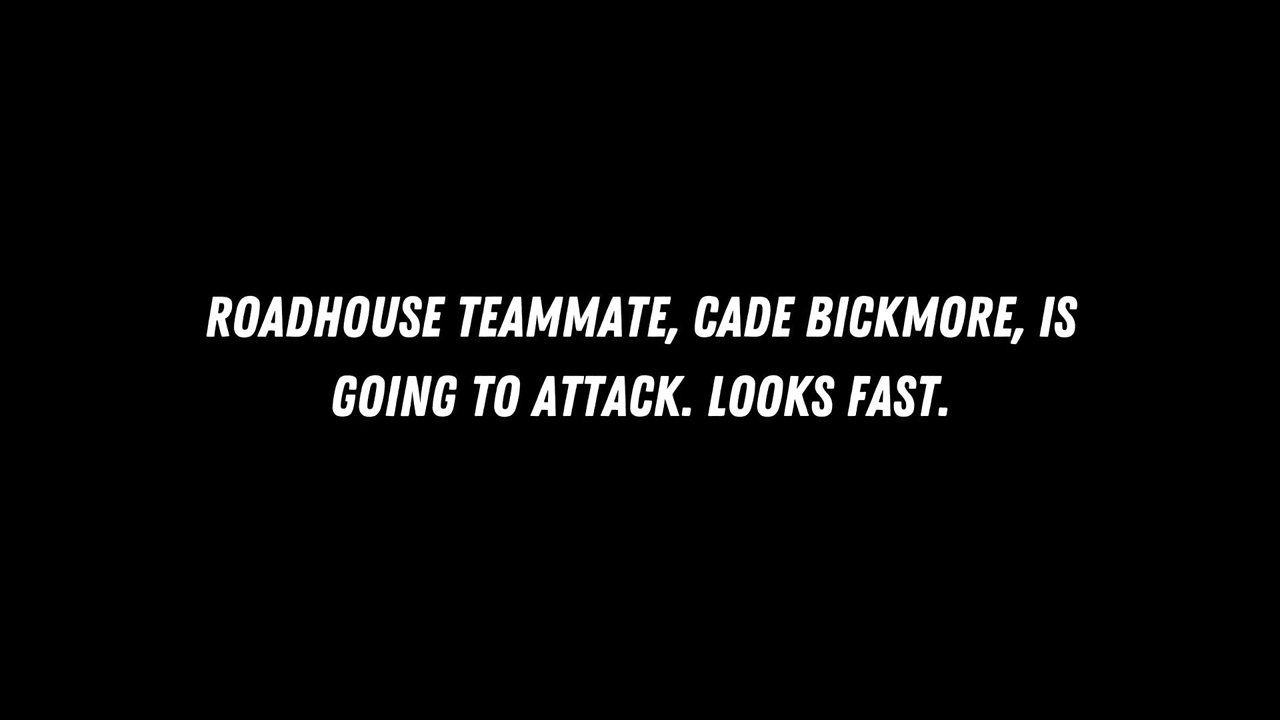 ROADHOUSE TEAMMATE, CADE BICKMORE, IS
GOING TO ATTACK. LOOKS FAST.